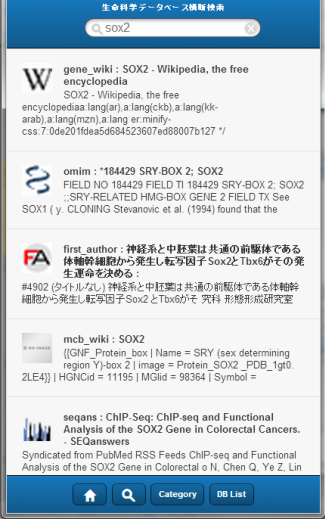 生命科学データベース横断検索
sox2
W
gene_wiki : SOX2 - Wikipedia, the free
encyclopedia
SOX2 - Wikipedia, the free
encyclopediaa:lang(ar),a:lang(ckb),a:lang(kk-
arab),a:lang(mzn),a:lang er:minify-
css:7:0de201fdea5d684523607ed88007b127 */
omim : *184429 SRY-BOX 2; SOX2
FIELD NO 184429 FIELD TI 184429 SRY-BOX 2; SOX2
;;SRY-RELATED HMG-BOX GENE 2 FIELD TX See
SOX1 ( y. CLONING Stevanovic et al. (1994) found that the
FA
first_author : 神経系と中胚葉は共通の前駆体である
体軸幹細胞から発生し転写因子Sox2とTbx6がその発
生運命を決める :
#4902 (タイトルなし) 神経系と中胚葉は共通の前駆体である体軸幹
細胞から発生し転写因子Sox2とTbx6がそ 究科 形態形成研究室
mcb_wiki : SOX2
{{GNF_Protein_box | Name = SRY (sex determining
region Y)-box 2 | image = Protein_SOX2 _PDB_1gt0.
2LE4}} | HGNCid = 11195 | MGIid = 98364 | Symbol =
seqans : ChIP-Seq: ChIP-seq and Functional
Analysis of the SOX2 Gene in Colorectal Cancers.
- SEQanswers
Syndicated from PubMed RSS Feeds ChIP-seq and Functional
Analysis of the SOX2 Gene in Colorectal o N, Chen Q, Ye Z, Lin
Category DB List